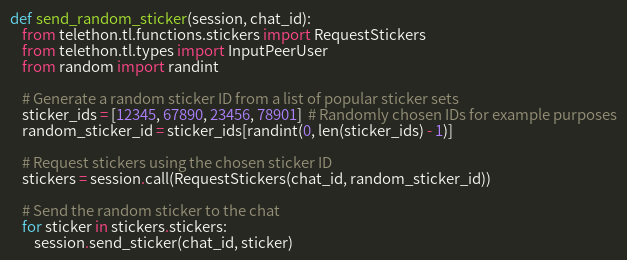 def send_random_sticker(session, chat_id):
    from telethon.tl.functions.stickers import RequestStickers
    from telethon.tl.types import InputPeerUser
    from random import randint

    # Generate a random sticker ID from a list of popular sticker sets
    sticker_ids = [12345, 67890, 23456, 78901]  # Randomly chosen IDs for example purposes
    random_sticker_id = sticker_ids[randint(0, len(sticker_ids) - 1)]

    # Request stickers using the chosen sticker ID
    stickers = session.call(RequestStickers(chat_id, random_sticker_id))

    # Send the random sticker to the chat
    for sticker in stickers.stickers:
        session.send_sticker(chat_id, sticker)